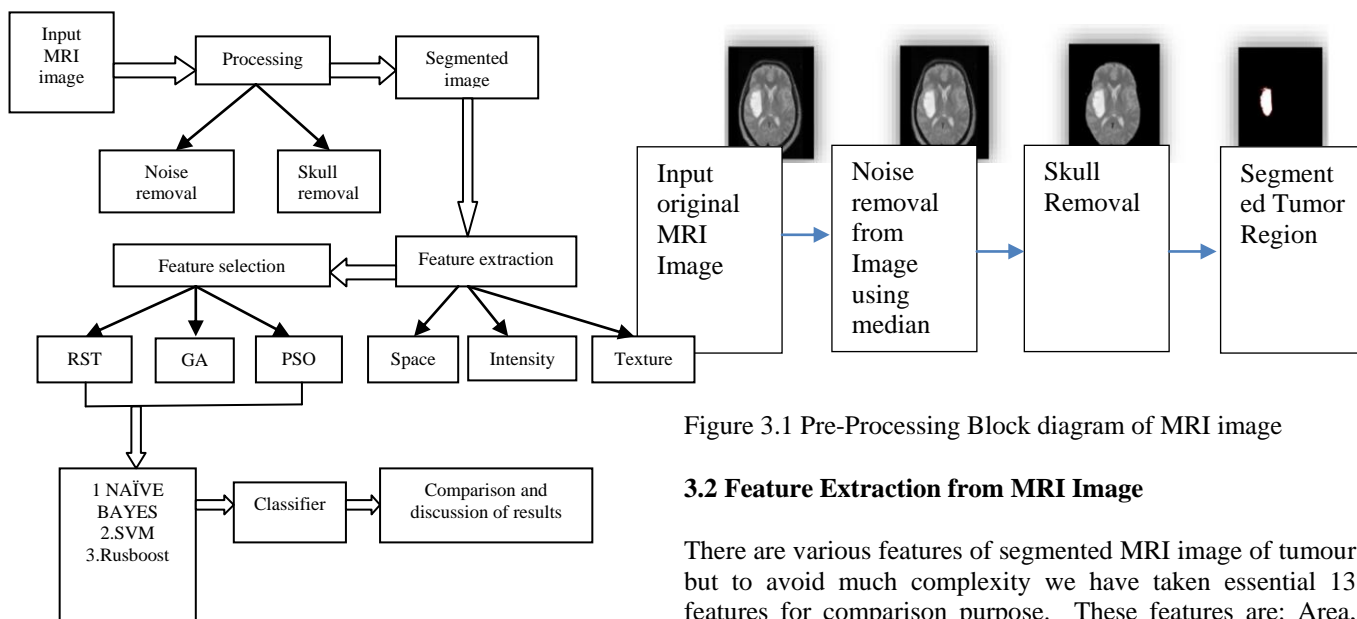 Input
MRI
image
Processing
Segmented
image
Noise
removal
Skull
removal
Feature selection
Feature extraction
RST
GA
PSO
Space
Intensity
Texture
1 NAÏVE
BAYES
2.SVM
3.Rusboost
Classifier
Comparison and
discussion of results
Input
original
MRI
Image
Noise
removal
from
Image
using
median
Skull
Removal
Segment
ed Tumor
Region
Figure 3.1 Pre-Processing Block diagram of MRI image
3.2 Feature Extraction from MRI Image
There are various features of segmented MRI image of tumour
but to avoid much complexity we have taken essential 13
features for comparison purpose. These features are: Area,